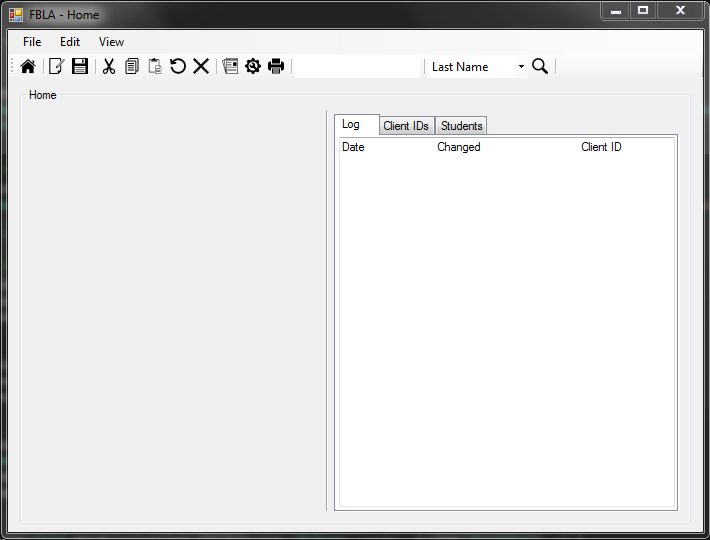 FBLA - Home
File Edit View
Last Name
Home
Log Client IDs Students
Date Changed Client ID